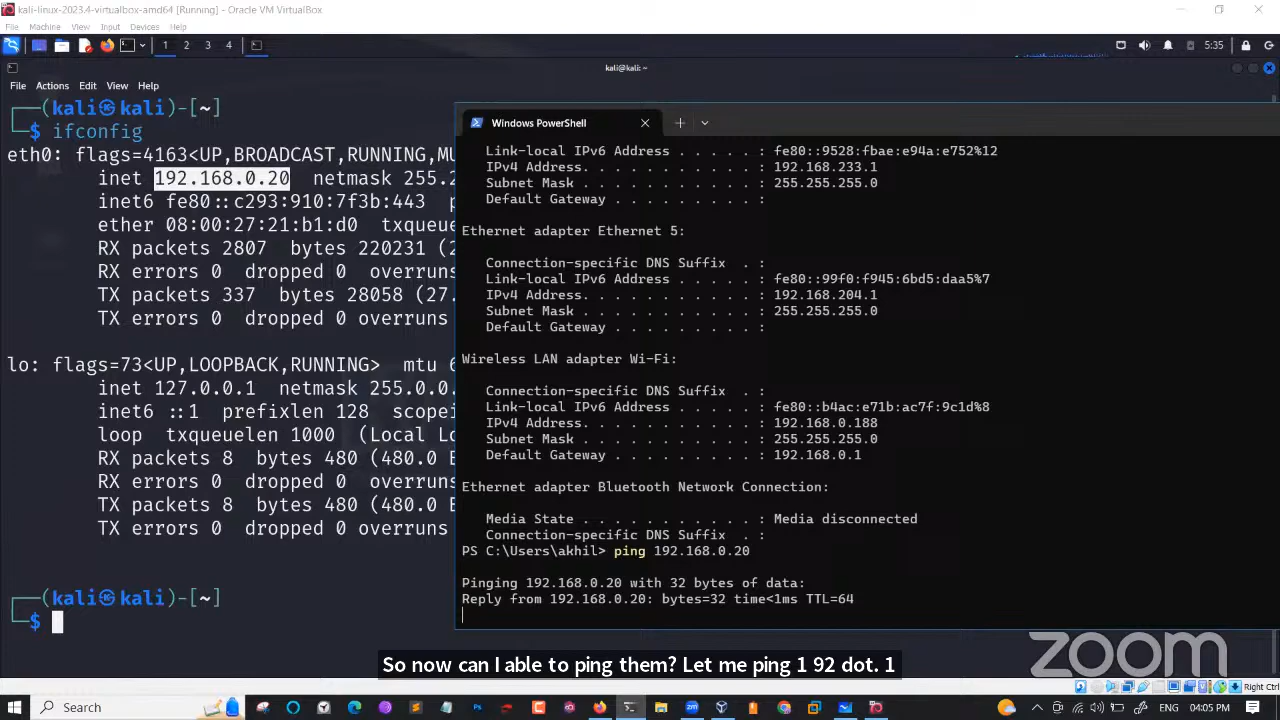 kali-linux-2023.4-virtualbox-amd64 [Running] - Oracle VM VirtualBox
File Machine View Input Devices Help
1 2 3 4
5:35
kali@kali: ~
File Actions Edit View Help
┌──(kali㉿kali)-[~]
└─$ ifconfig
eth0: flags=4163<UP,BROADCAST,RUNNING,MU
inet 192.168.0.20 netmask 255.2
inet6 fe80::c293:910:7f3b:443 p
ether 08:00:27:21:b1:d0 txqueue
RX packets 2807 bytes 220231 (2
RX errors 0 dropped 0 overruns
TX packets 337 bytes 28058 (27.
TX errors 0 dropped 0 overruns
lo: flags=73<UP,LOOPBACK,RUNNING> mtu 6
inet 127.0.0.1 netmask 255.0.0.
inet6 ::1 prefixlen 128 scopei
loop txqueuelen 1000 (Local Lo
RX packets 8 bytes 480 (480.0 B
RX errors 0 dropped 0 overruns
TX packets 8 bytes 480 (480.0 B
TX errors 0 dropped 0 overruns
┌──(kali㉿kali)-[~]
└─$
Windows PowerShell
Link-local IPv6 Address . . . . . : fe80::9528:fbae:e94a:e752%12
IPv4 Address. . . . . . . . . . . : 192.168.233.1
Subnet Mask . . . . . . . . . . . : 255.255.255.0
Default Gateway . . . . . . . . . :
Ethernet adapter Ethernet 5:
Connection-specific DNS Suffix . :
Link-local IPv6 Address . . . . . : fe80::99f0:f945:6bd5:daa5%7
IPv4 Address. . . . . . . . . . . : 192.168.204.1
Subnet Mask . . . . . . . . . . . : 255.255.255.0
Default Gateway . . . . . . . . . :
Wireless LAN adapter Wi-Fi:
Connection-specific DNS Suffix . :
Link-local IPv6 Address . . . . . : fe80::b4ac:e71b:ac7f:9c1d%8
IPv4 Address. . . . . . . . . . . : 192.168.0.188
Subnet Mask . . . . . . . . . . . : 255.255.255.0
Default Gateway . . . . . . . . . : 192.168.0.1
Ethernet adapter Bluetooth Network Connection:
Media State . . . . . . . . . . . : Media disconnected
Connection-specific DNS Suffix . :
PS C:\Users\akhil> ping 192.168.0.20
Pinging 192.168.0.20 with 32 bytes of data:
Reply from 192.168.0.20: bytes=32 time<1ms TTL=64
zoom
So now can I able to ping them? Let me ping 1 92 dot. 1
Right Ctrl
Search
04:05 PM